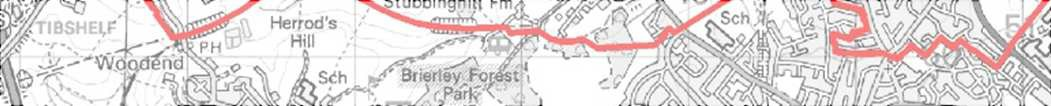 Stubbinghill Fm
TIBSHELF
Herrod's
Hill
Sch
PH
Woodend
Sch
Brierley Forest
Park